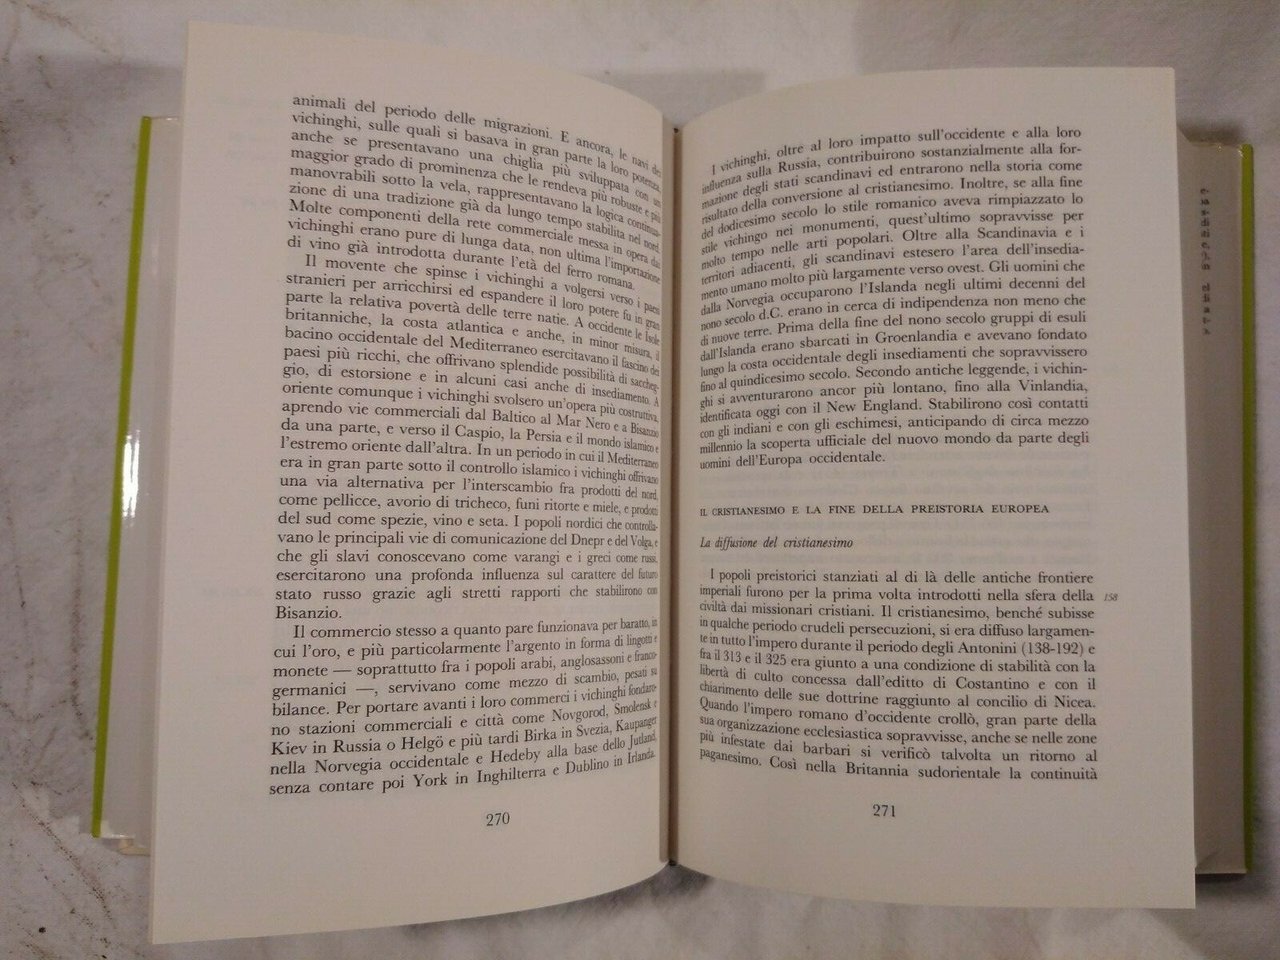 animali del periodo delle migrazioni. E ancora, le navi dei
vichinghi, sulle quali si basava in gran parte la loro potenza,
anche se presentavano una chiglia più sviluppata con un
maggior grado di prominenza che le rendeva più robuste e più
manovrabili sotto la vela, rappresentavano la logica continua-
zione di una tradizione già da lungo tempo stabilita nel nord.
Molte componenti della rete commerciale messa in opera dai
vichinghi erano pure di lunga data, non ultima l'importazione
di vino già introdotta durante l'età del ferro romana.
Il movente che spinse i vichinghi a volgersi verso i paesi
stranieri per arricchirsi ed espandere il loro potere fu in gran
parte la relativa povertà delle terre natie. A occidente le Isole
britanniche, la costa atlantica e anche, in minor misura, il
bacino occidentale del Mediterraneo esercitavano il fascino dei
paesi più ricchi, che offrivano splendide possibilità di saccheg-
gio, di estorsione e in alcuni casi anche di insediamento. A
oriente comunque i vichinghi svolsero un'opera più costruttiva,
aprendo vie commerciali dal Baltico al Mar Nero e a Bisanzio
da una parte, e verso il Caspio, la Persia e il mondo islamico e
l'estremo oriente dall'altra. In un periodo in cui il Mediterraneo
era in gran parte sotto il controllo islamico i vichinghi offrivano
una via alternativa per l'interscambio fra prodotti del nord,
come pellicce, avorio di tricheco, funi ritorte e miele, e prodotti
del sud come spezie, vino e seta. I popoli nordici che controlla-
vano le principali vie di comunicazione del Dnepr e del Volga, e
che gli slavi conoscevano come varangi e i greci come russi,
esercitarono una profonda influenza sul carattere del futuro
stato russo grazie agli stretti rapporti che stabilirono con
Bisanzio.
Il commercio stesso a quanto pare funzionava per baratto, in
cui l'oro, e più particolarmente l'argento in forma di lingotti e
monete — soprattutto fra i popoli arabi, anglosassoni e franco-
germanici —, servivano come mezzo di scambio, pesati su
bilance. Per portare avanti i loro commerci i vichinghi fondaro-
no stazioni commerciali e città come Novgorod, Smolensk e
Kiev in Russia o Helgö e più tardi Birka in Svezia, Kaupanger
nella Norvegia occidentale e Hedeby alla base dello Jutland,
senza contare poi York in Inghilterra e Dublino in Irlanda.
270
I vichinghi, oltre al loro impatto sull'occidente e alla loro
influenza sulla Russia, contribuirono sostanzialmente alla for-
mazione degli stati scandinavi ed entrarono nella storia come
risultato della conversione al cristianesimo. Inoltre, se alla fine
del dodicesimo secolo lo stile romanico aveva rimpiazzato lo
stile vichingo nei monumenti, quest'ultimo sopravvisse per
molto tempo nelle arti popolari. Oltre alla Scandinavia e i
territori adiacenti, gli scandinavi estesero l'area dell'insedia-
mento umano molto più largamente verso ovest. Gli uomini che
dalla Norvegia occuparono l'Islanda negli ultimi decenni del
nono secolo d.C. erano in cerca di indipendenza non meno che
di nuove terre. Prima della fine del nono secolo gruppi di esuli
dall'Islanda erano sbarcati in Groenlandia e avevano fondato
lungo la costa occidentale degli insediamenti che sopravvissero
fino al quindicesimo secolo. Secondo antiche leggende, i vichin-
ghi si avventurarono ancor più lontano, fino alla Vinlandia,
identificata oggi con il New England. Stabilirono così contatti
con gli indiani e con gli eschimesi, anticipando di circa mezzo
millennio la scoperta ufficiale del nuovo mondo da parte degli
uomini dell'Europa occidentale.
IL CRISTIANESIMO E LA FINE DELLA PREISTORIA EUROPEA
La diffusione del cristianesimo
I popoli preistorici stanziati al di là delle antiche frontiere
imperiali furono per la prima volta introdotti nella sfera della 158
civiltà dai missionari cristiani. Il cristianesimo, benché subisse
in qualche periodo crudeli persecuzioni, si era diffuso largamen-
te in tutto l'impero durante il periodo degli Antonini (138-192) e
fra il 313 e il 325 era giunto a una condizione di stabilità con la
libertà di culto concessa dall'editto di Costantino e con il
chiarimento delle sue dottrine raggiunto al concilio di Nicea.
Quando l'impero romano d'occidente crollò, gran parte della
sua organizzazione ecclesiastica sopravvisse, anche se nelle zone
più infestate dai barbari si verificò talvolta un ritorno al
paganesimo. Così nella Britannia sudorientale la continuità
271